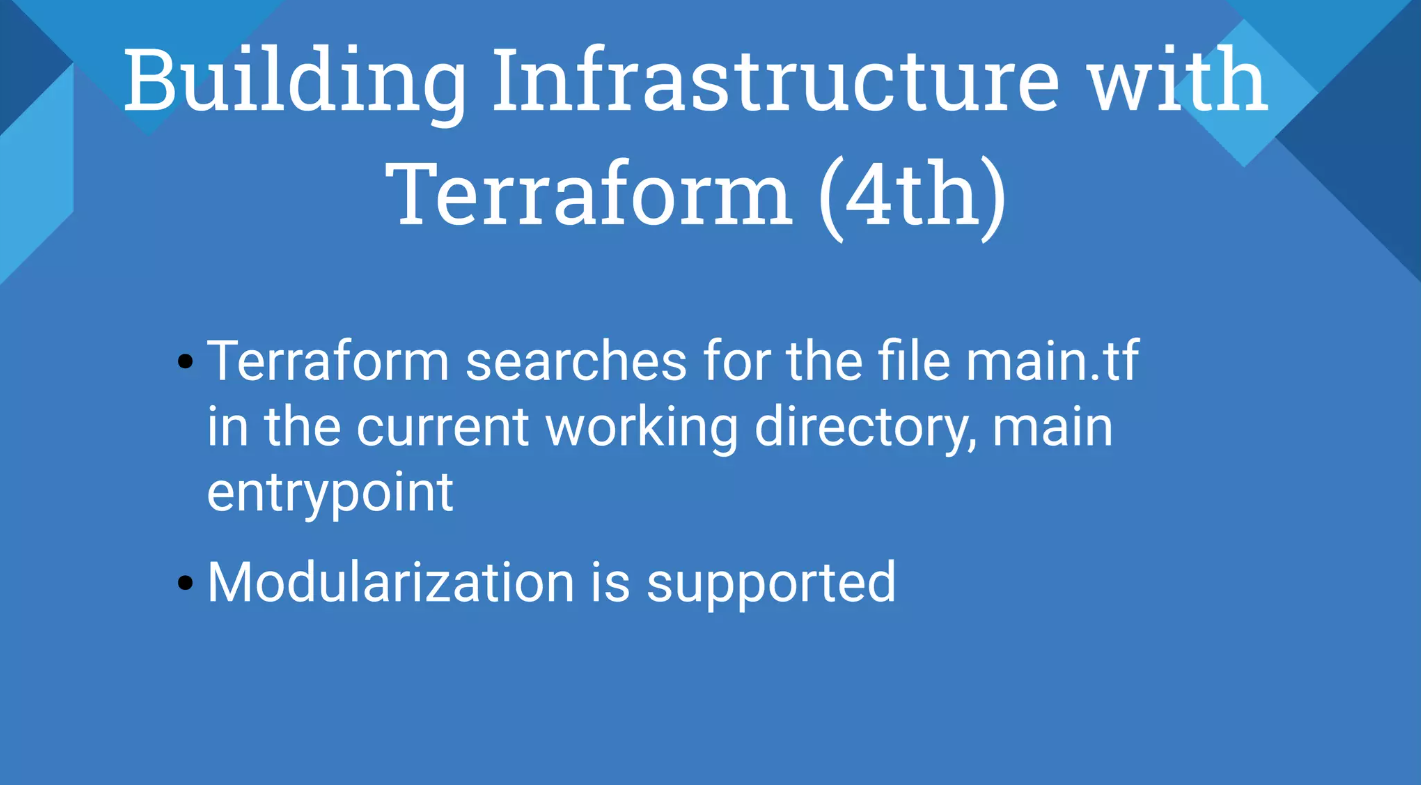 Building Infrastructure with
Terraform (4th)
• Terraform searches for the file main.tf
in the current working directory, main
entrypoint
• Modularization is supported